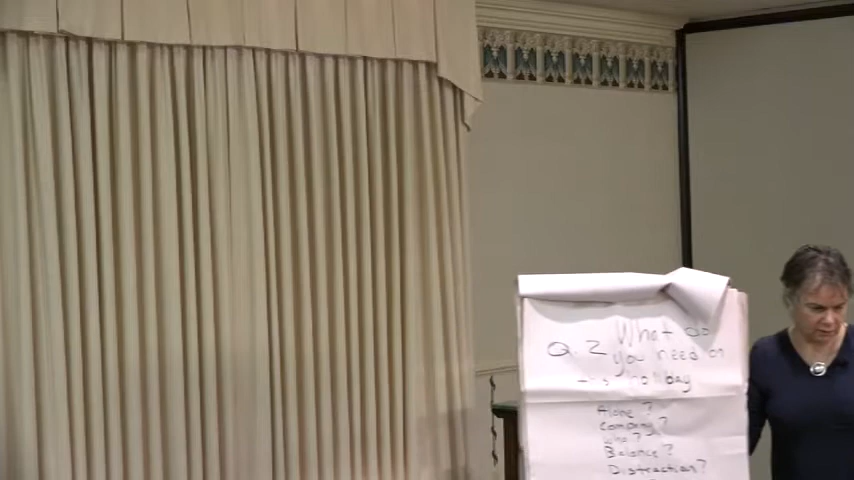 What do
Q. 2 you need on
this holiday
Alone?
Company?
Who?
Balance?
Distraction?